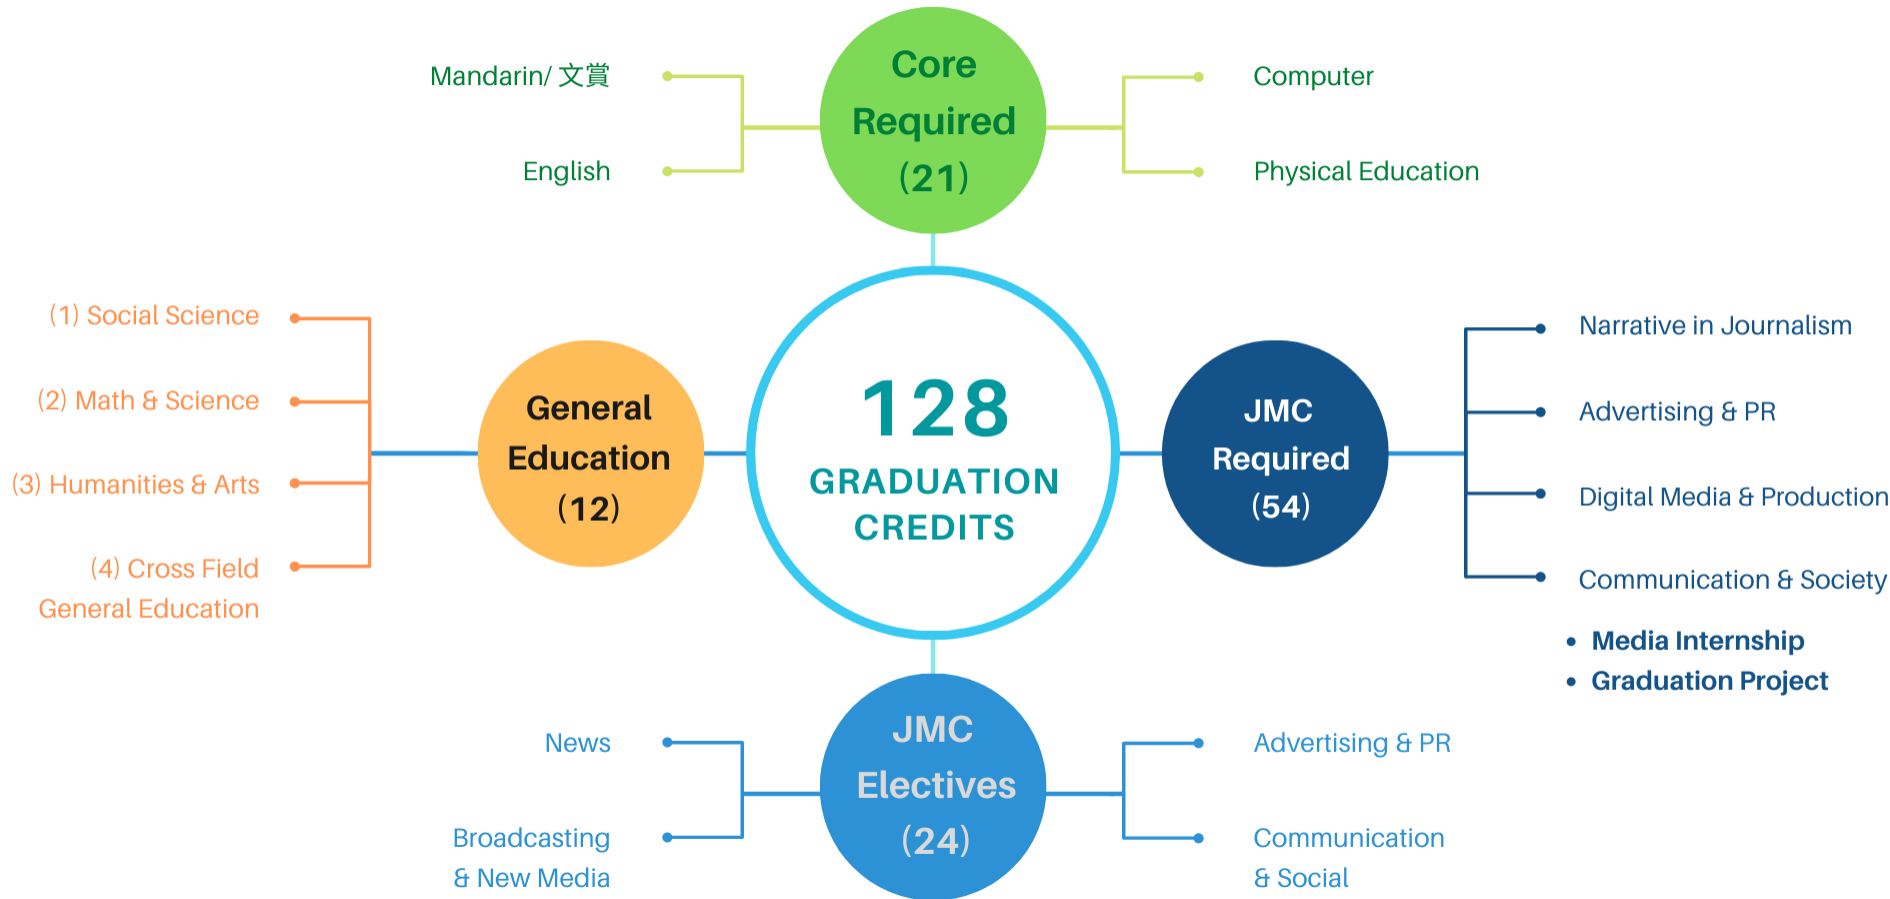 Core
Required
(21)
Mandarin/ 文賞
English
Computer
Physical Education
(1) Social Science
(2) Math & Science
(3) Humanities & Arts
(4) Cross Field
General Education
General
Education
(12)
128
GRADUATION
CREDITS
JMC
Required
(54)
Narrative in Journalism
Advertising & PR
Digital Media & Production
Communication & Society
• Media Internship
• Graduation Project
JMC
Electives
(24)
News
Broadcasting
& New Media
Advertising & PR
Communication
& Social